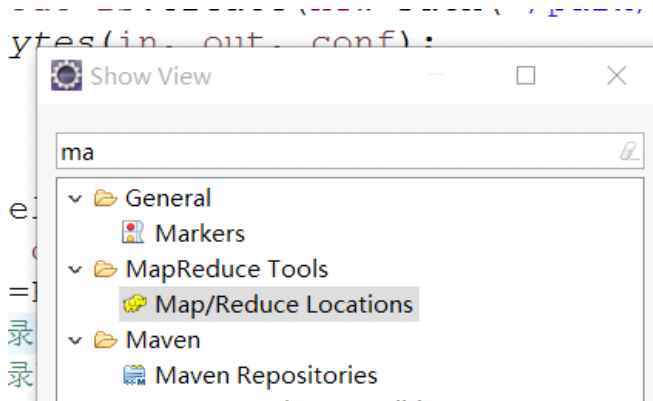 ytes(in, out, conf);
Show View
ma
General
Markers
MapReduce Tools
Map/Reduce Locations
Maven
Maven Repositories
录
录